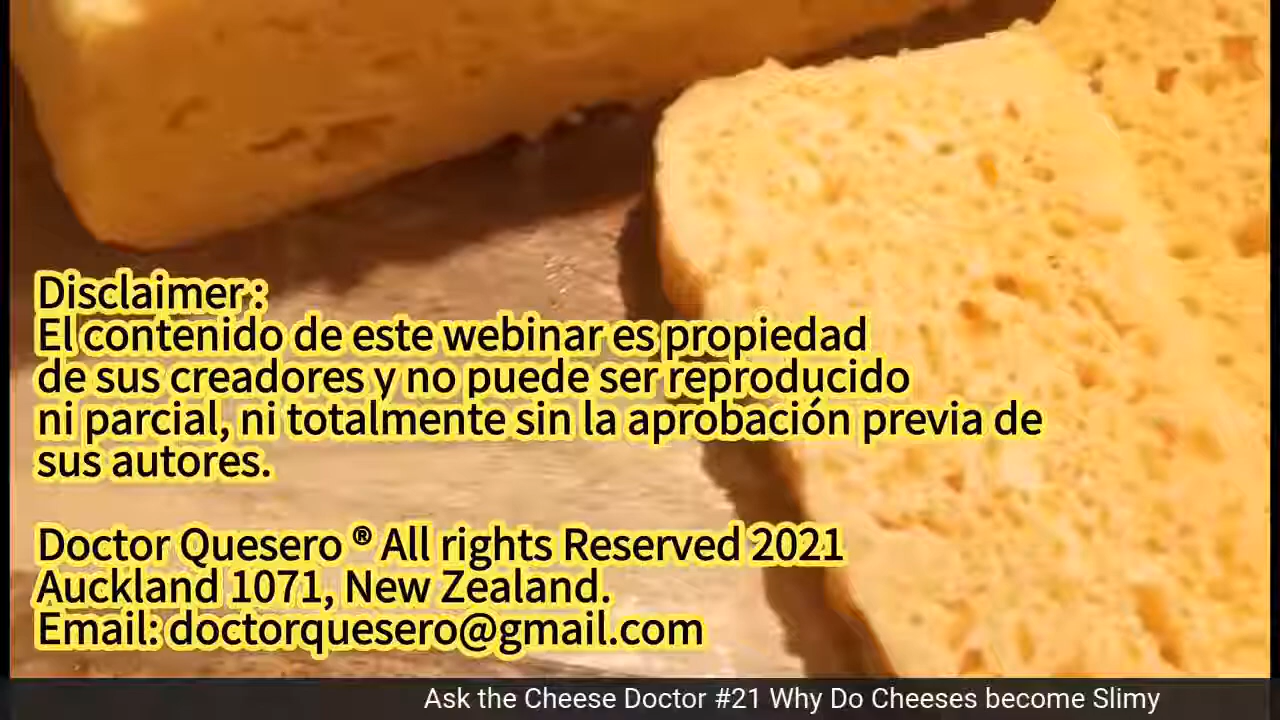 Disclaimer :
El contenido de este webinar es propiedad
de sus creadores y no puede ser reproducido
ni parcial, ni totalmente sin la aprobación previa de
sus autores.
Doctor Quesero ® All rights Reserved 2021
Auckland 1071, New Zealand.
Email: doctorquesero@gmail.com
Ask the Cheese Doctor #21 Why Do Cheeses become Slimy